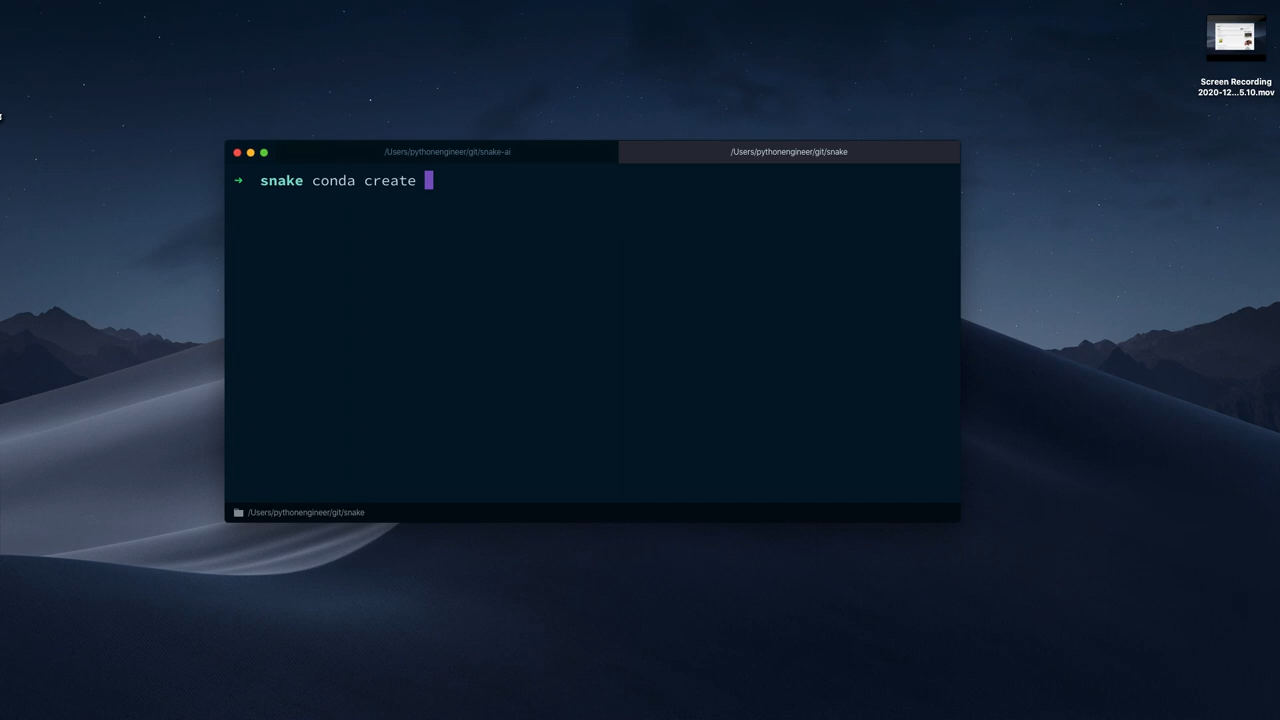 Screen Recording
2020-12...5.10.mov
/Users/pythonengineer/git/snake-ai
/Users/pythonengineer/git/snake
➜ snake conda create
/Users/pythonengineer/git/snake